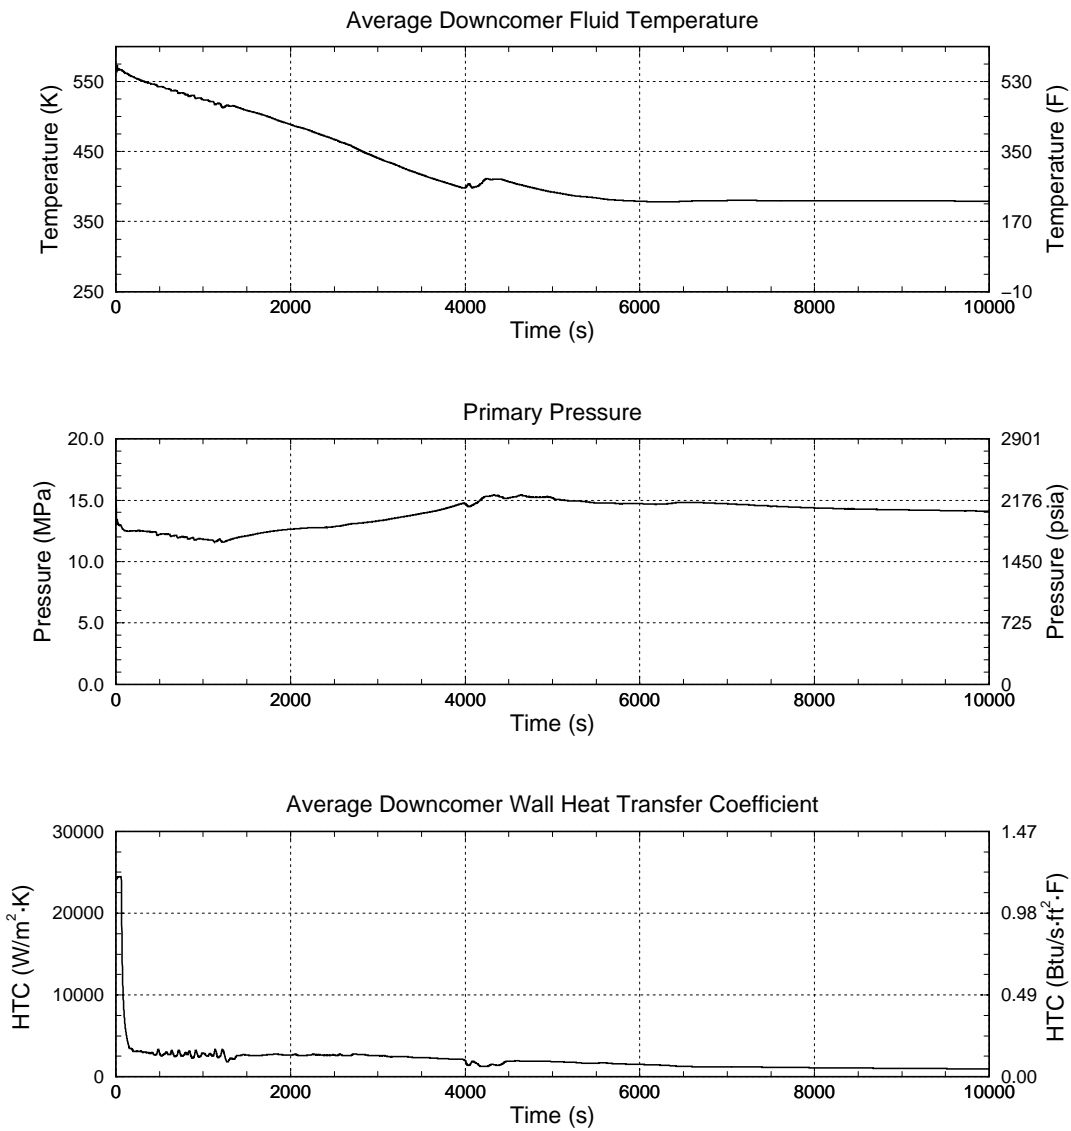 Average Downcomer Fluid Temperature
Temperature (K)
550
450
350
250
530
350
170
−10
Temperature (F)
0 2000 4000 6000 8000 10000
Time (s)
Primary Pressure
Pressure (MPa)
20.0
15.0
10.0
5.0
0.0
2901
2176
1450
725
0
Pressure (psia)
0 2000 4000 6000 8000 10000
Time (s)
Average Downcomer Wall Heat Transfer Coefficient
HTC (W/m²·K)
30000
20000
10000
0
1.47
0.98
0.49
0.00
HTC (Btu/s·ft²·F)
0 2000 4000 6000 8000 10000
Time (s)